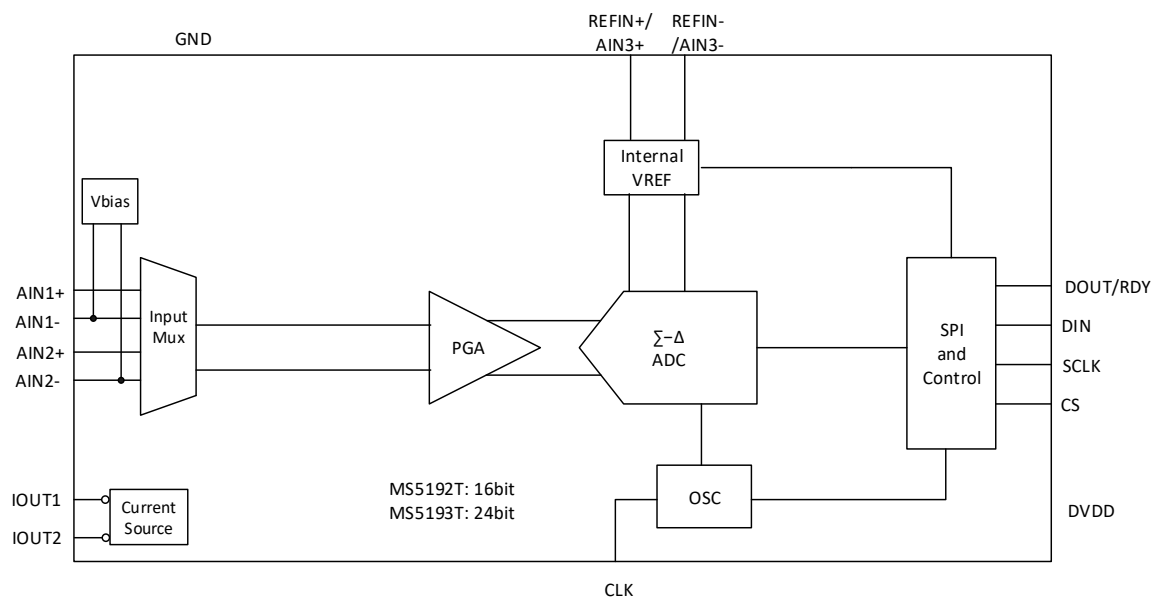 GND
REFIN+/
AIN3+
REFIN-
/AIN3-
Internal
VREF
Vbias
AIN1+
AIN1-
AIN2+
AIN2-
Input
Mux
PGA
∑−Δ
ADC
SPI
and
Control
DOUT/RDY
DIN
SCLK
CS
IOUT1
IOUT2
Current
Source
MS5192T: 16bit
MS5193T: 24bit
OSC
DVDD
CLK